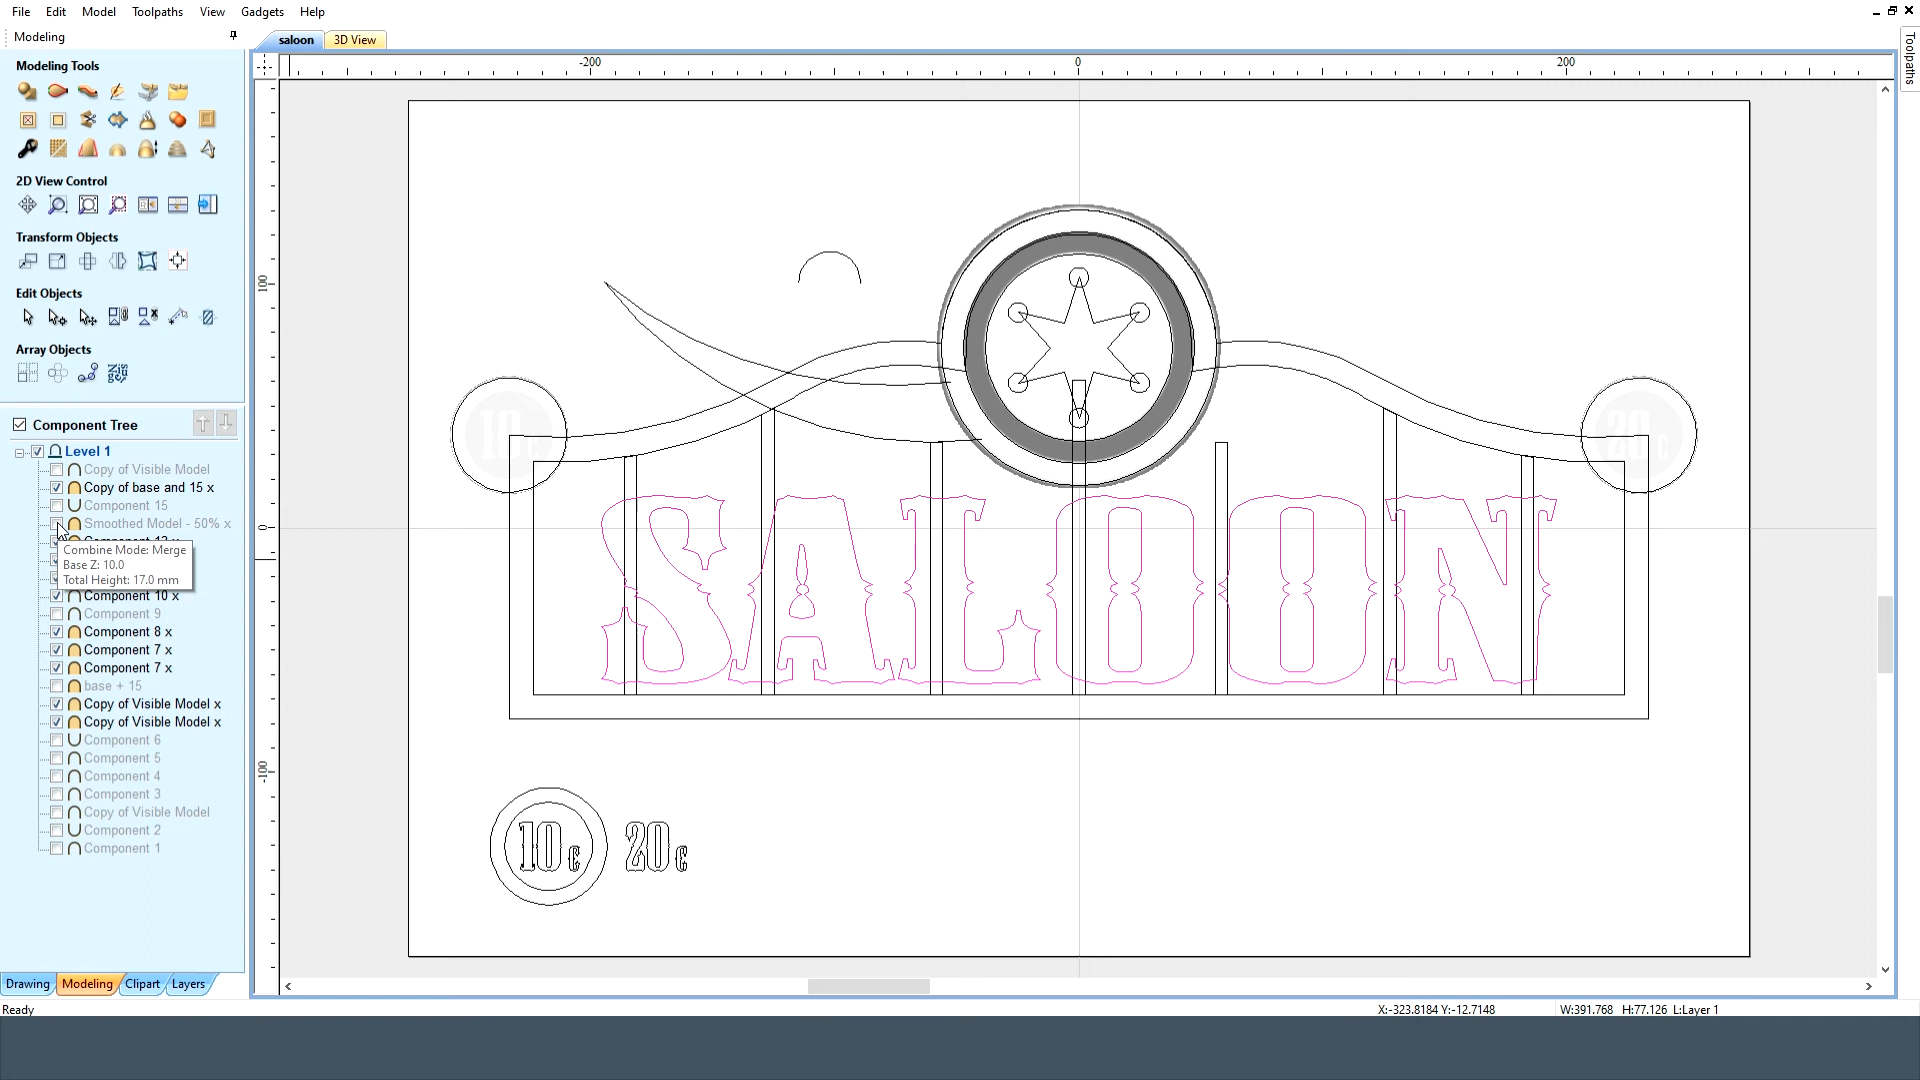 File Edit Model Toolpaths View Gadgets Help
Modeling
saloon 3D View
Toolpaths
-200 0 200
Modeling Tools
2D View Control
Transform Objects
Edit Objects
Array Objects
100
0
-100
Component Tree
Level 1
Copy of Visible Model
Copy of base and 15 x
Component 15
Smoothed Model - 50% x
Combine Mode: Merge
Base Z: 10.0
Total Height: 17.0 mm
Component 10 x
Component 9
Component 8 x
Component 7 x
Component 7 x
base + 15
Copy of Visible Model x
Copy of Visible Model x
Component 6
Component 5
Component 4
Component 3
Copy of Visible Model
Component 2
Component 1
10 ¢
20 ¢
SALOON
10 ¢ 20 ¢
Drawing Modeling Clipart Layers
Ready
X:-323.8184 Y:-12.7148 W:391.768 H:77.126 L:Layer 1